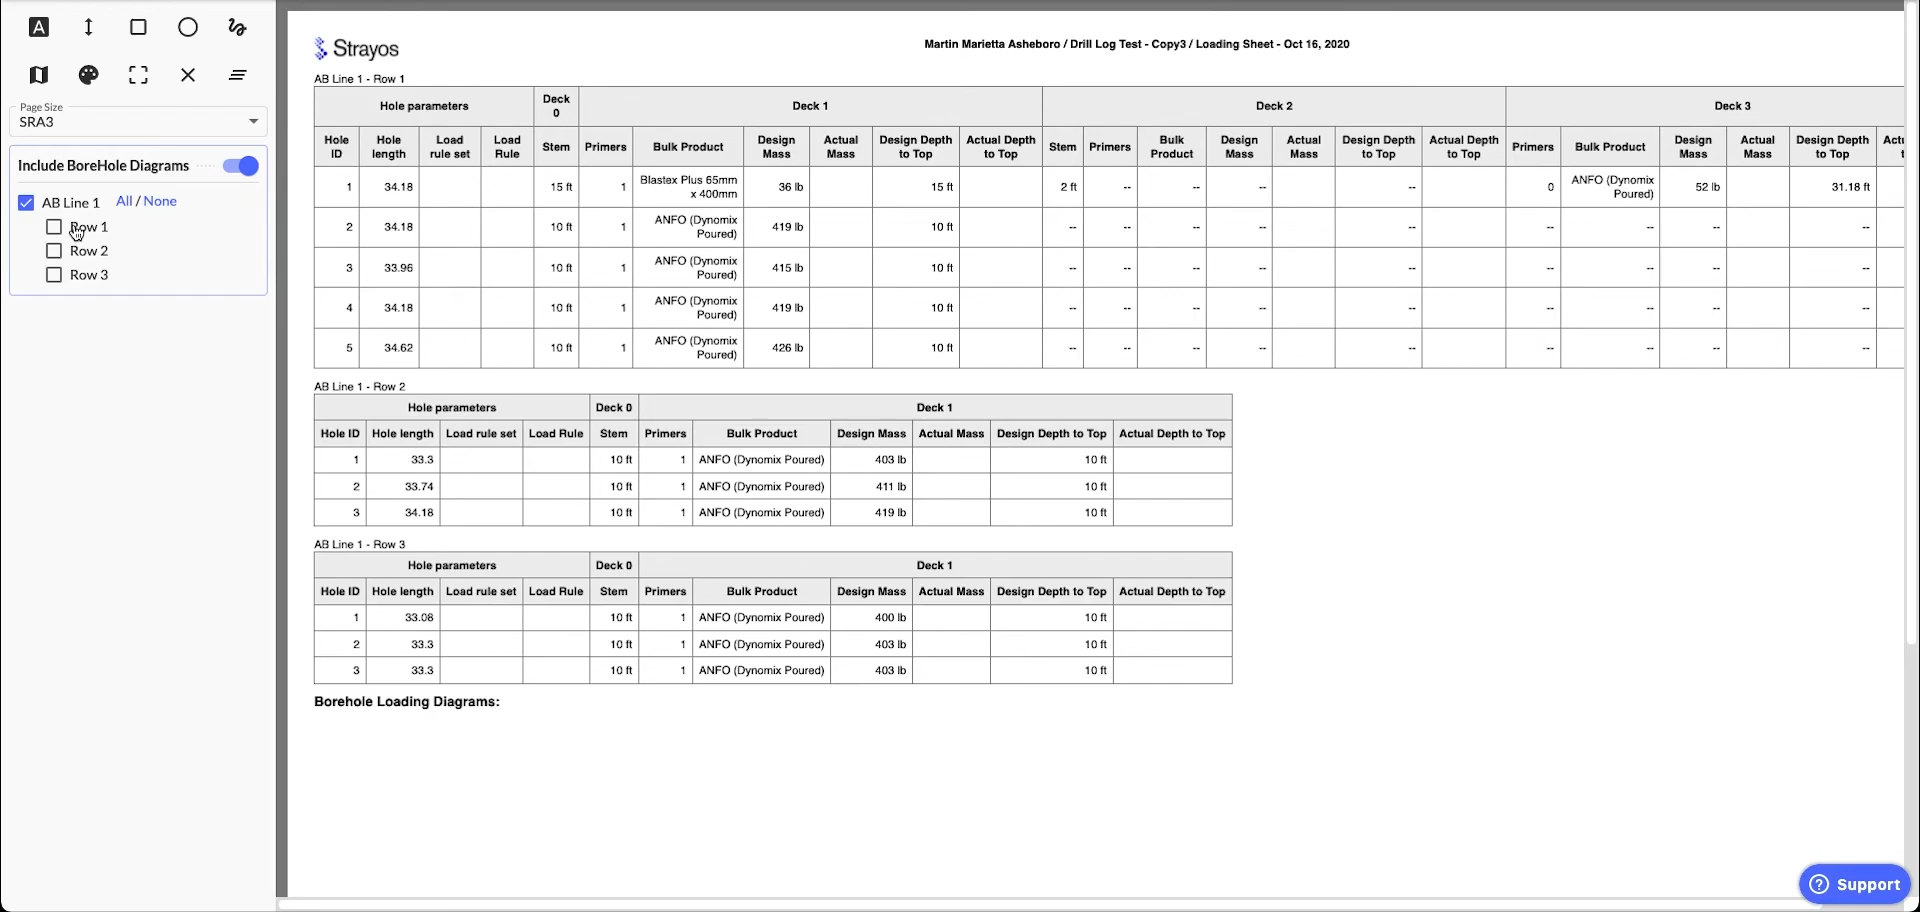 A
Page Size
SRA3
Include BoreHole Diagrams
AB Line 1 All / None
Row 1
Row 2
Row 3
Strayos
Martin Marietta Asheboro / Drill Log Test - Copy3 / Loading Sheet - Oct 16, 2020
AB Line 1 - Row 1
Hole parameters Deck 0 Deck 1 Deck 2 Deck 3
Hole ID Hole length Load rule set Load Rule Stem Primers Bulk Product Design Mass Actual Mass Design Depth to Top Actual Depth to Top Stem Primers Bulk Product Design Mass Actual Mass Design Depth to Top Actual Depth to Top Primers Bulk Product Design Mass Actual Mass Design Depth to Top
1 34.18 15 ft 1 Blastex Plus 65mm x 400mm 36 lb 15 ft 2 ft -- -- -- -- 0 ANFO (Dynomix Poured) 52 lb 31.18 ft
2 34.18 10 ft 1 ANFO (Dynomix Poured) 419 lb 10 ft -- -- -- -- -- -- -- -- --
3 33.96 10 ft 1 ANFO (Dynomix Poured) 415 lb 10 ft -- -- -- -- -- -- -- -- --
4 34.18 10 ft 1 ANFO (Dynomix Poured) 419 lb 10 ft -- -- -- -- -- -- -- -- --
5 34.62 10 ft 1 ANFO (Dynomix Poured) 426 lb 10 ft -- -- -- -- -- -- -- -- --
AB Line 1 - Row 2
Hole parameters Deck 0 Deck 1
Hole ID Hole length Load rule set Load Rule Stem Primers Bulk Product Design Mass Actual Mass Design Depth to Top Actual Depth to Top
1 33.3 10 ft 1 ANFO (Dynomix Poured) 403 lb 10 ft
2 33.74 10 ft 1 ANFO (Dynomix Poured) 411 lb 10 ft
3 34.18 10 ft 1 ANFO (Dynomix Poured) 419 lb 10 ft
AB Line 1 - Row 3
Hole parameters Deck 0 Deck 1
Hole ID Hole length Load rule set Load Rule Stem Primers Bulk Product Design Mass Actual Mass Design Depth to Top Actual Depth to Top
1 33.08 10 ft 1 ANFO (Dynomix Poured) 400 lb 10 ft
2 33.3 10 ft 1 ANFO (Dynomix Poured) 403 lb 10 ft
3 33.3 10 ft 1 ANFO (Dynomix Poured) 403 lb 10 ft
Borehole Loading Diagrams:
? Support